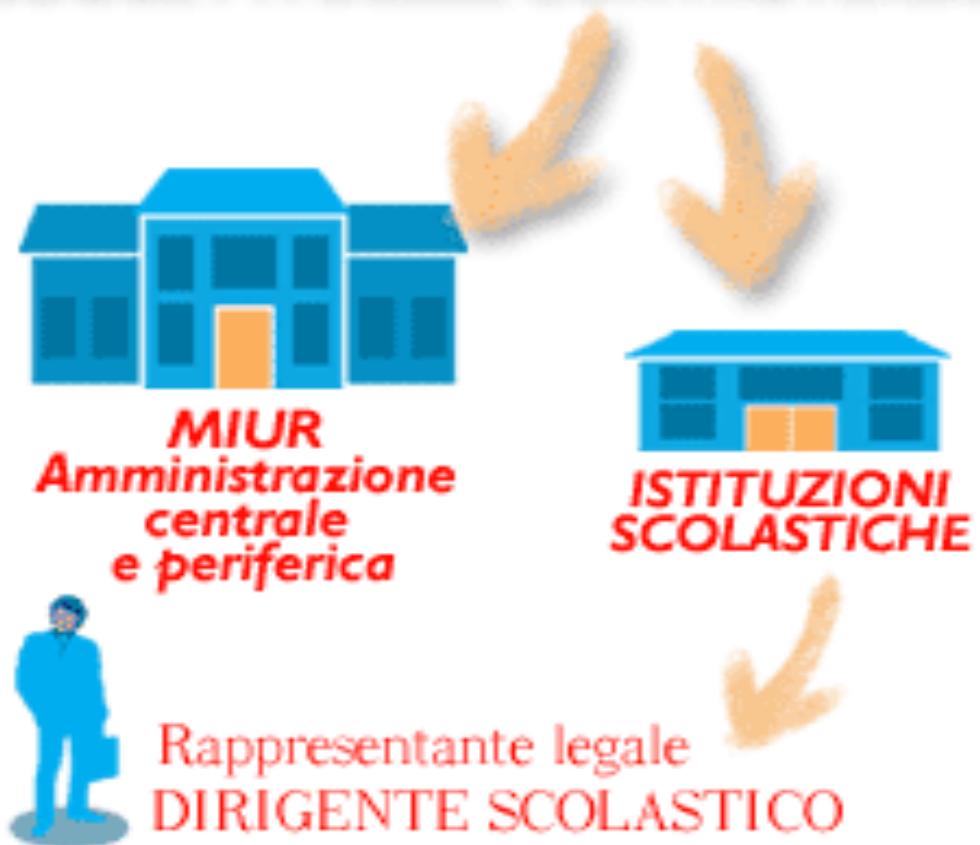 MIUR
Amministrazione
centrale
e periferica
ISTITUZIONI
SCOLASTICHE
Rappresentante legale
DIRIGENTE SCOLASTICO